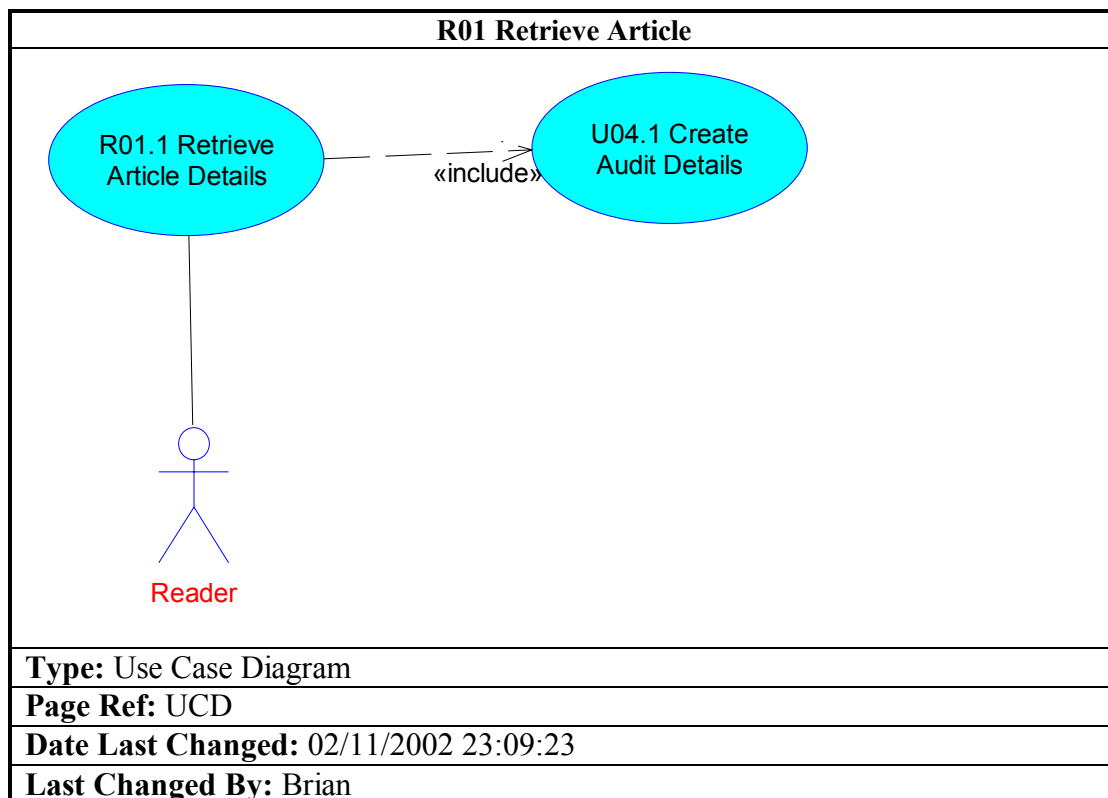 R01 Retrieve Article
R01.1 Retrieve
Article Details
U04.1 Create
Audit Details
«include»
Reader
Type: Use Case Diagram
Page Ref: UCD
Date Last Changed: 02/11/2002 23:09:23
Last Changed By: Brian